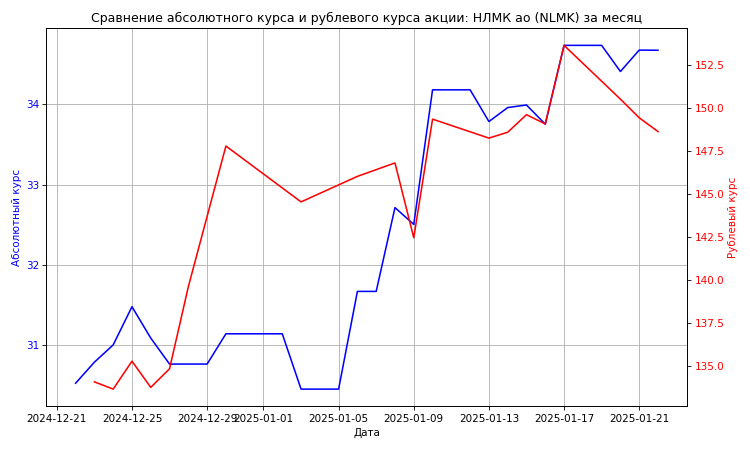 Сравнение абсолютного курса и рублевого курса акции: НЛМК ао (NLMK) за месяц
Абсолютный курс
34
33
32
31
152.5
150.0
147.5
145.0
142.5
140.0
137.5
135.0
Рублевый курс
2024-12-21 2024-12-25 2024-12-29 2025-01-01 2025-01-05 2025-01-09 2025-01-13 2025-01-17 2025-01-21
Дата